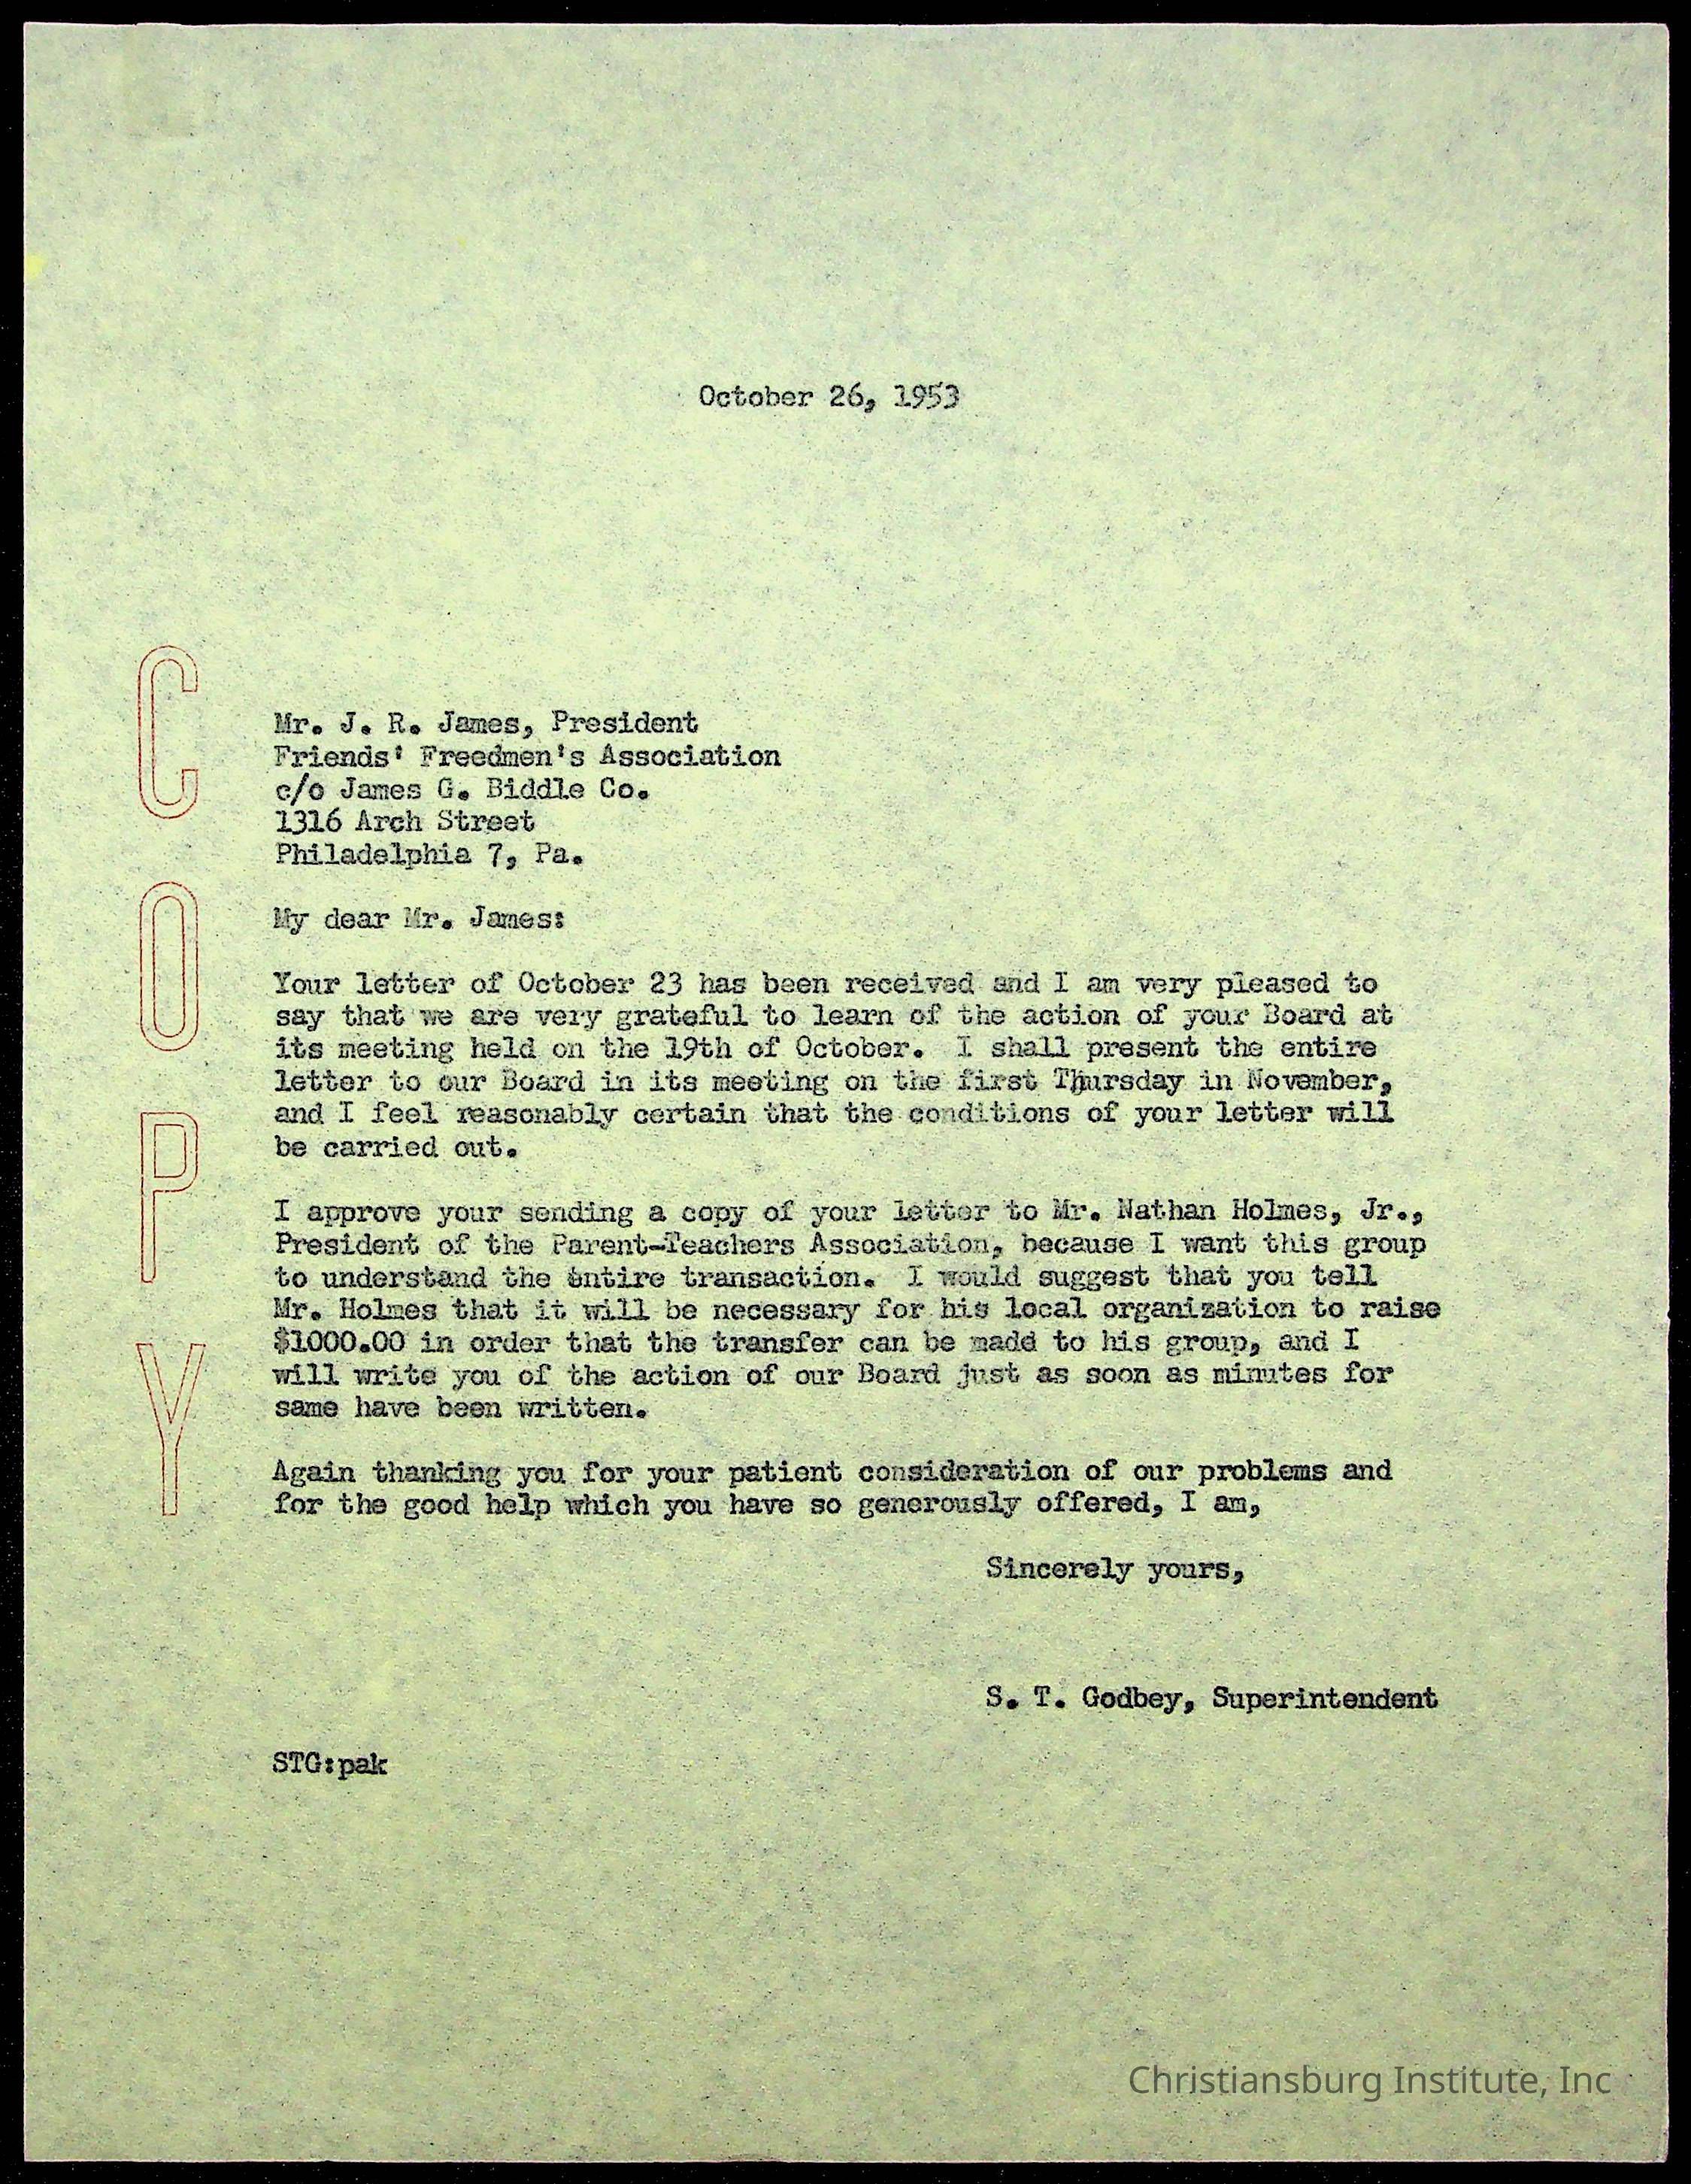 October 26, 1953
COPY
Mr. J. R. James, President
Friends' Freedmen's Association
c/o James G. Biddle Co.
1316 Arch Street
Philadelphia 7, Pa.
My dear Mr. James:
Your letter of October 23 has been received and I am very pleased to
say that we are very grateful to learn of the action of your Board at
its meeting held on the 19th of October. I shall present the entire
letter to our Board in its meeting on the first Thursday in November,
and I feel reasonably certain that the conditions of your letter will
be carried out.
I approve your sending a copy of your letter to Mr. Nathan Holmes, Jr.,
President of the Parent-Teachers Association, because I want this group
to understand the entire transaction. I would suggest that you tell
Mr. Holmes that it will be necessary for his local organization to raise
$1000.00 in order that the transfer can be madd to his group, and I
will write you of the action of our Board just as soon as minutes for
same have been written.
Again thanking you for your patient consideration of our problems and
for the good help which you have so generously offered, I am,
Sincerely yours,
S. T. Godbey, Superintendent
STG:pak
Christiansburg Institute, Inc